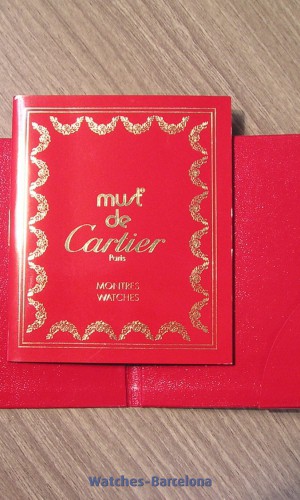 must
de
Cartier
Paris
MONTRES
WATCHES
Watches-Barcelona